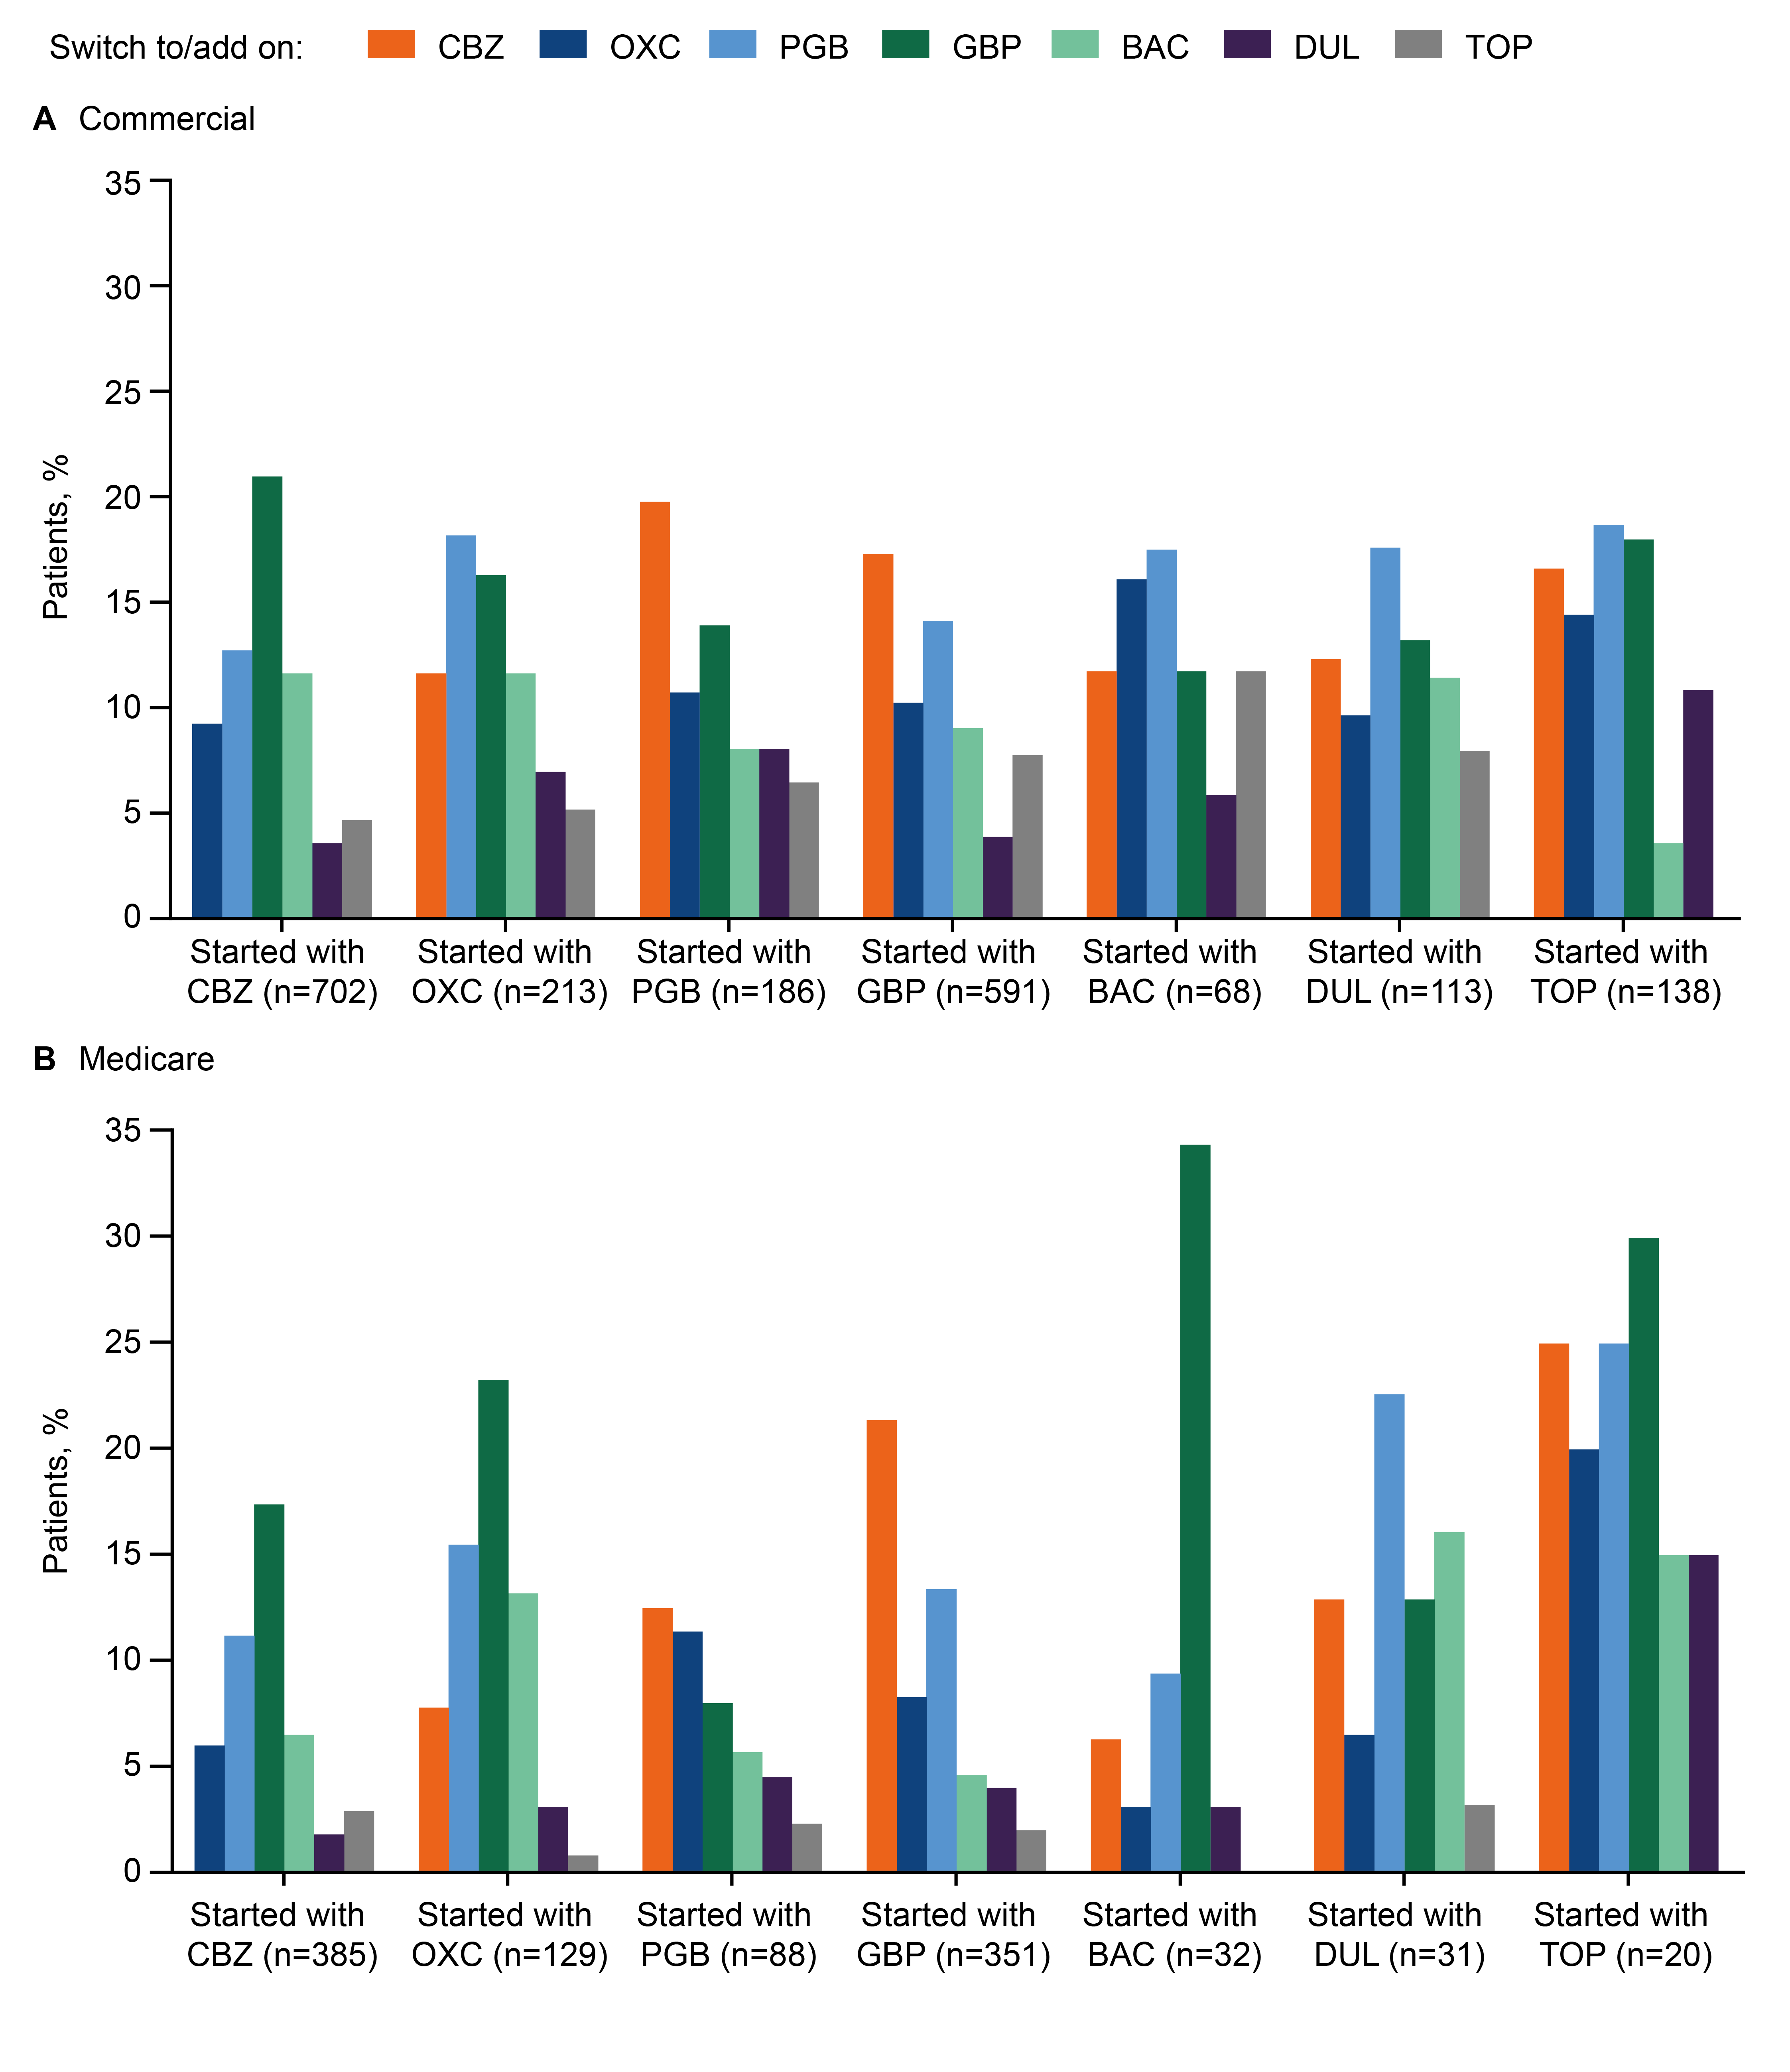 Switch to/add on: CBZ OXC PGB GBP BAC DUL TOP
A Commercial
35
30
25
20
15
10
5
0
Patients, %
Started with CBZ (n=702)
Started with OXC (n=213)
Started with PGB (n=186)
Started with GBP (n=591)
Started with BAC (n=68)
Started with DUL (n=113)
Started with TOP (n=138)
B Medicare
35
30
25
20
15
10
5
0
Patients, %
Started with CBZ (n=385)
Started with OXC (n=129)
Started with PGB (n=88)
Started with GBP (n=351)
Started with BAC (n=32)
Started with DUL (n=31)
Started with TOP (n=20)